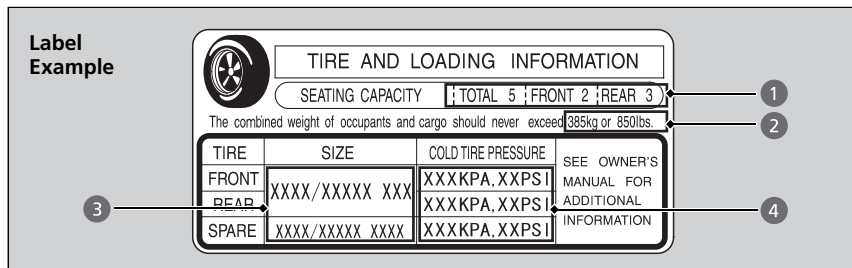 Label
Example
TIRE AND LOADING INFORMATION
SEATING CAPACITY TOTAL 5 FRONT 2 REAR 3
1
The combined weight of occupants and cargo should never exceed 385kg or 850lbs.
2
TIRE SIZE COLD TIRE PRESSURE
SEE OWNER'S
MANUAL FOR
ADDITIONAL
INFORMATION
FRONT XXXX/XXXXX XXX XXXKPA,XXPSI
REAR XXXKPA,XXPSI
SPARE XXXX/XXXXX XXXX XXXKPA,XXPSI
3
4